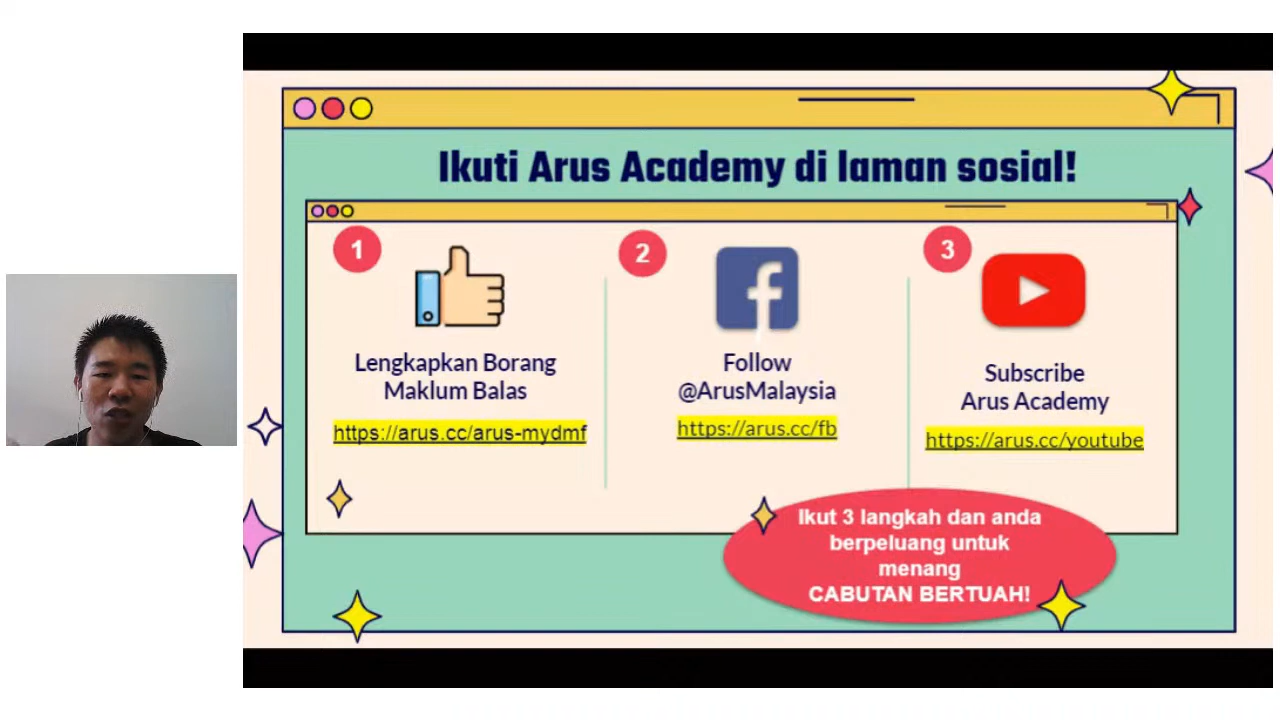 Ikuti Arus Academy di laman sosial!
1
Lengkapkan Borang
Maklum Balas
https://arus.cc/arus-mydmf
2
Follow
@ArusMalaysia
https://arus.cc/fb
3
Subscribe
Arus Academy
https://arus.cc/youtube
Ikut 3 langkah dan anda
berpeluang untuk
menang
CABUTAN BERTUAH!